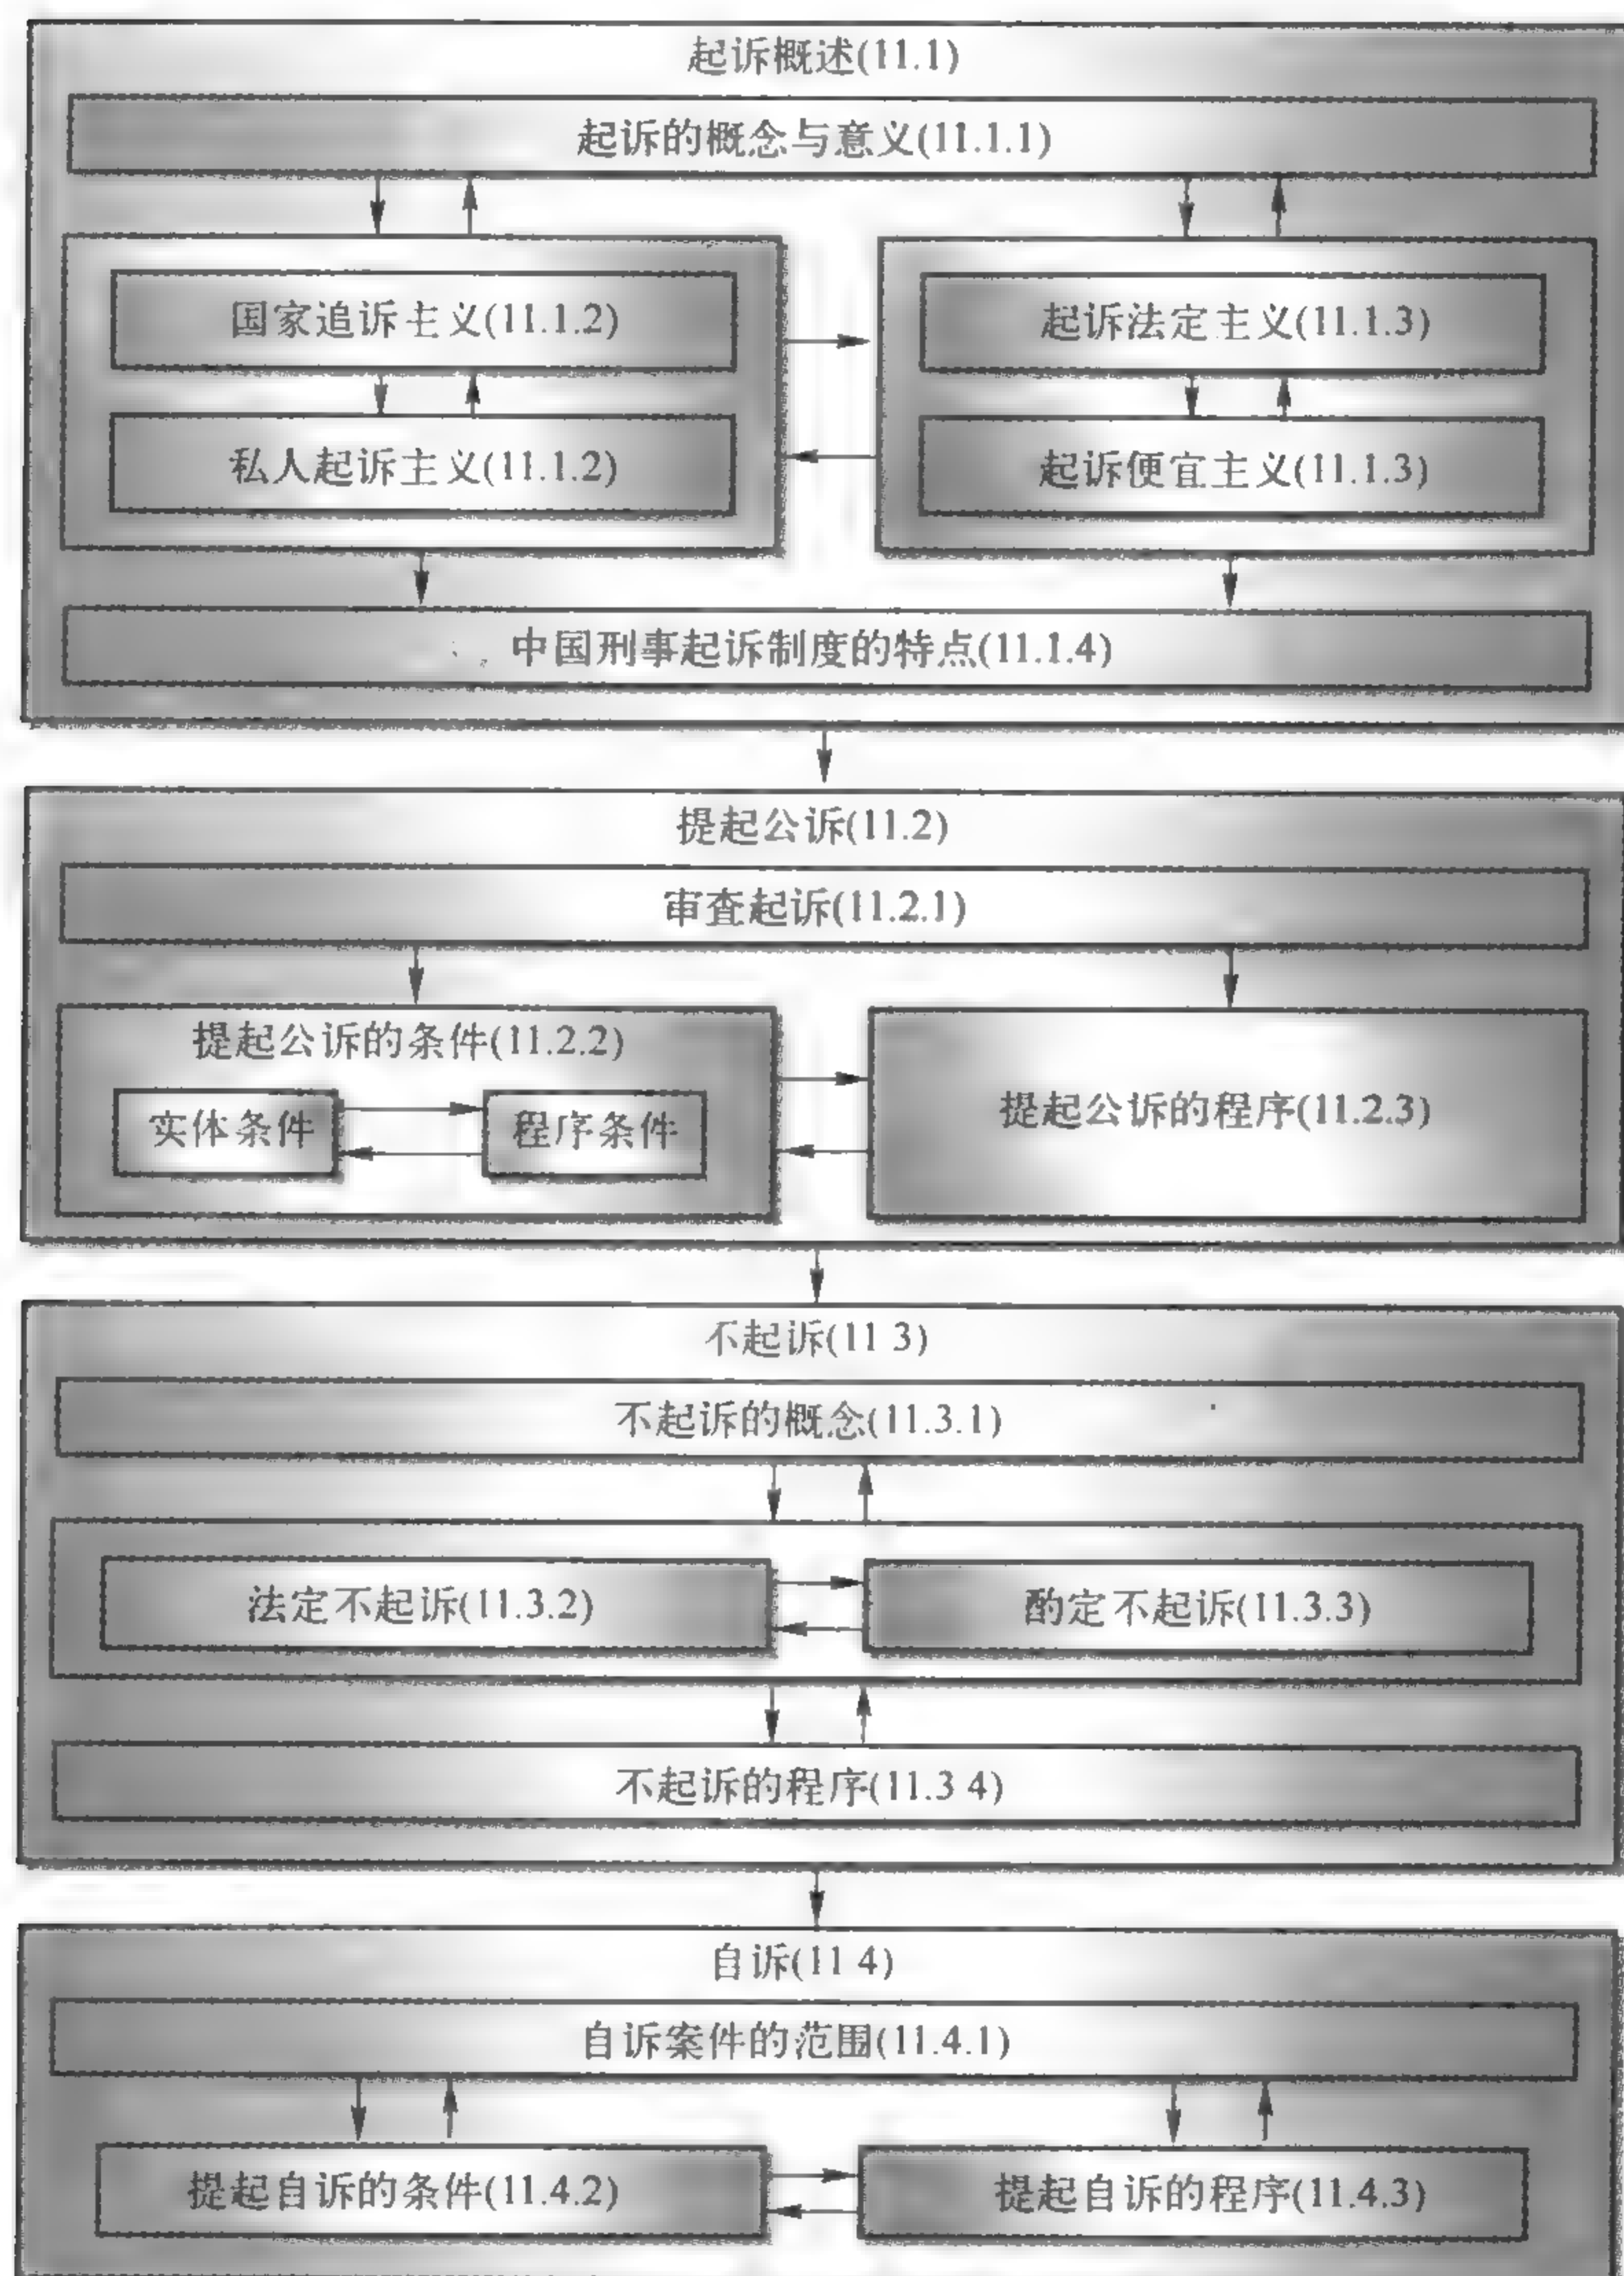 起诉概述(11.1)
起诉的概念与意义(11.1.1)
国家追诉主义(11.1.2)
起诉法定主义(11.1.3)
私人起诉主义(11.1.2)
起诉便宜主义(11.1.3)
中国刑事起诉制度的特点(11.1.4)
提起公诉(11.2)
审查起诉(11.2.1)
提起公诉的条件(11.2.2)
实体条件
程序条件
提起公诉的程序(11.2.3)
不起诉(11 3)
不起诉的概念(11.3.1)
法定不起诉(11.3.2)
酌定不起诉(11.3.3)
不起诉的程序(11.3 4)
自诉(11 4)
自诉案件的范围(11.4.1)
提起自诉的条件(11.4.2)
提起自诉的程序(11.4.3)